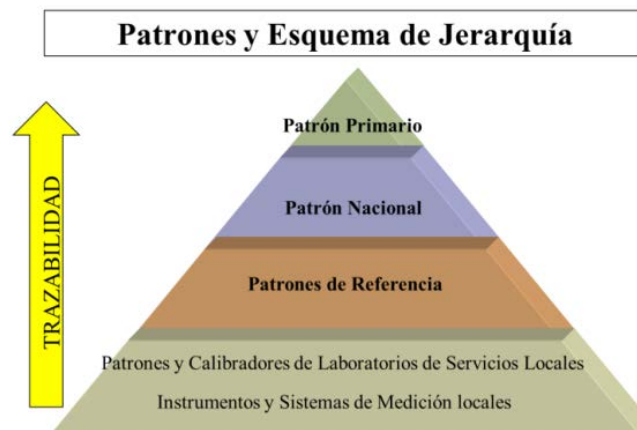 Patrones y Esquema de Jerarquía
TRAZABILIDAD
Patrón Primario
Patrón Nacional
Patrones de Referencia
Patrones y Calibradores de Laboratorios de Servicios Locales
Instrumentos y Sistemas de Medición locales